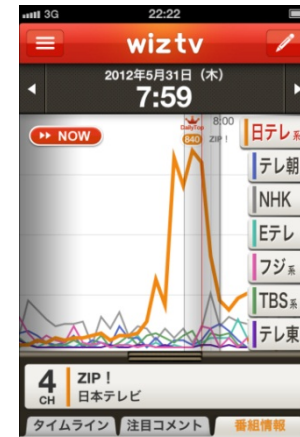 3G 22:22
wiztv
2012年5月31日 (木)
7:59
NOW
DailyTop
8:00
840
ZIP!
日テレ系
テレ朝
NHK
Eテレ
フジ系
TBS系
テレ東
4
CH
ZIP!
日本テレビ
タイムライン
注目コメント
番組情報